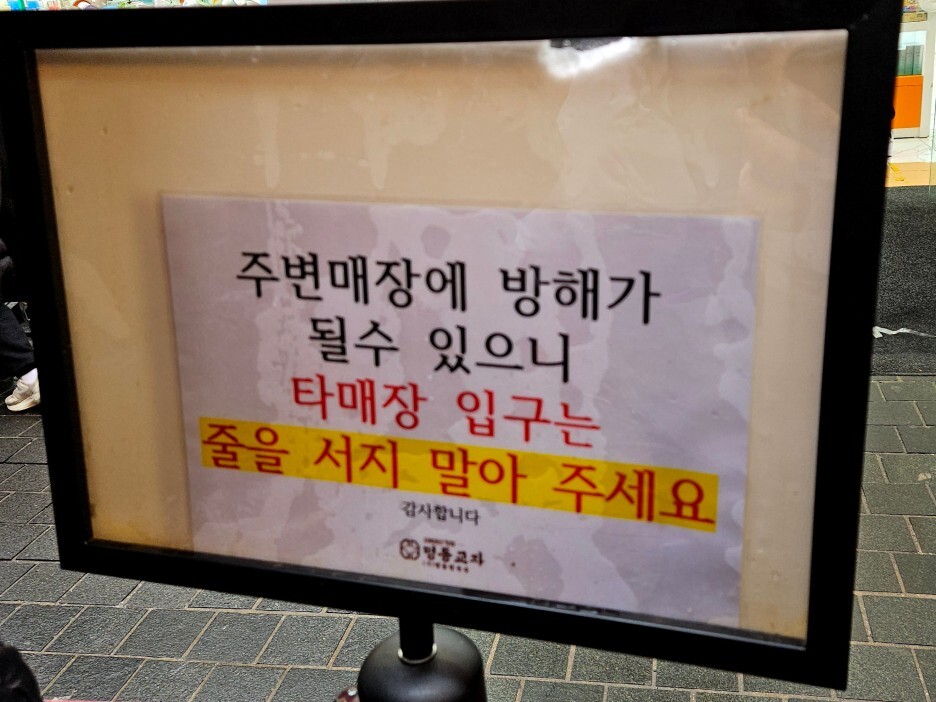 주변매장에 방해가
될수 있으니
타매장 입구는
줄을 서지 말아 주세요
감사합니다
명동교자